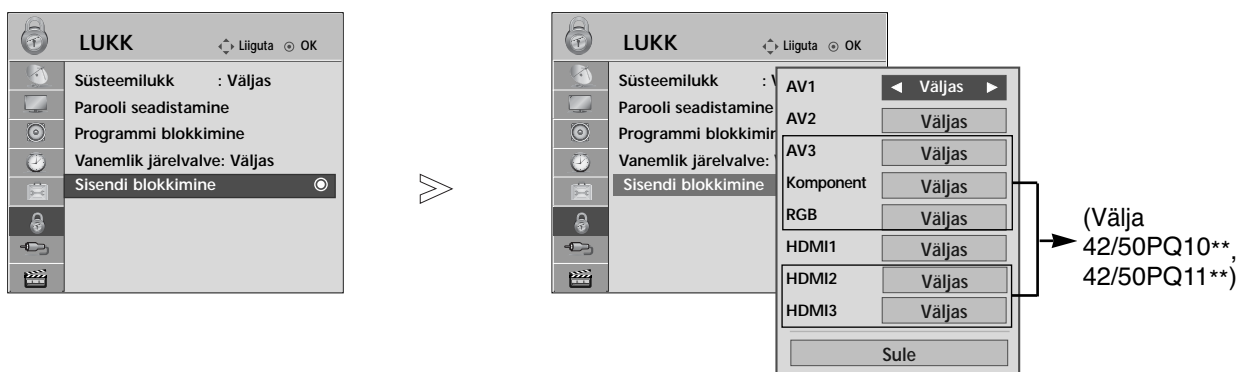 LUKK Liiguta OK
Süsteemilukk : Väljas
Parooli seadistamine
Programmi blokkimine
Vanemlik järelvalve: Väljas
Sisendi blokkimine
LUKK Liiguta OK
Süsteemilukk : V
Parooli seadistamine
Programmi blokkimin
Vanemlik järelvalve:
Sisendi blokkimine
AV1 ◄ Väljas ►
AV2 Väljas
AV3 Väljas
Komponent Väljas
RGB Väljas
HDMI1 Väljas
HDMI2 Väljas
HDMI3 Väljas
Sule
(Välja
42/50PQ10**,
42/50PQ11**)